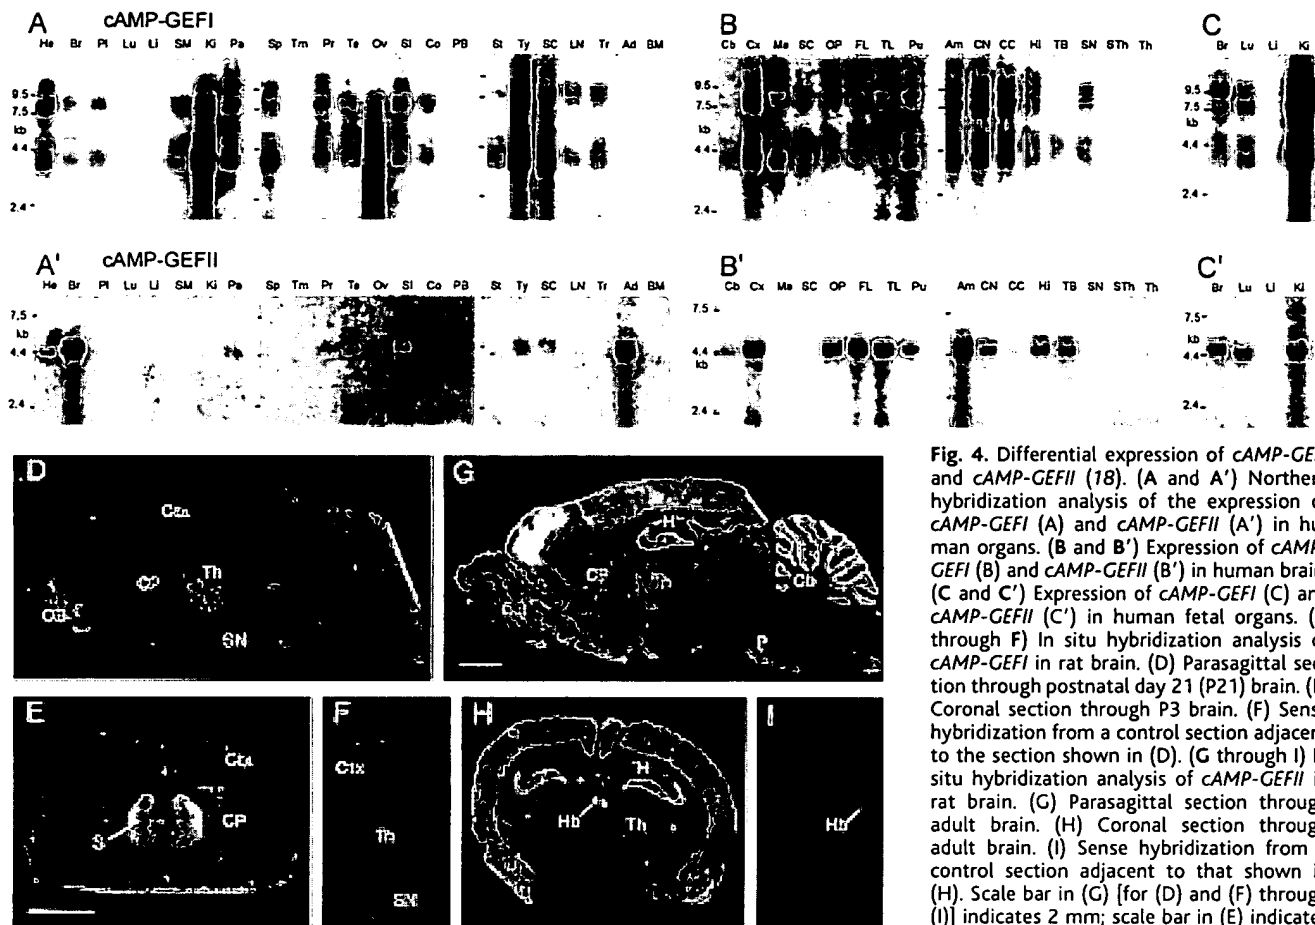 A cAMP-GEFI
He Br Pl Lu Li SM Ki Pa Sp Tm Pr Te Ov SI Co PB St Ty SC LN Tr Ad BM
9.5
7.5
kb
4.4
2.4
B
Cb Cx Me SC OP FL TL Pu Am CN CC Hi TB SN STh Th
9.5
7.5
kb
4.4
2.4
C
Br Lu Li Ki
9.5
7.5
kb
4.4
2.4
A' cAMP-GEFII
He Br Pl Lu Li SM Ki Pa Sp Tm Pr Te Ov SI Co PB St Ty SC LN Tr Ad BM
7.5
kb
4.4
2.4
B'
Cb Cx Me SC OP FL TL Pu Am CN CC Hi TB SN STh Th
7.5
4.4
kb
2.4
C'
Br Lu Li Ki
7.5
kb
4.4
2.4
D
Ctx
CP
Th
SN
G
H
CP
Th
Cb
P
E
Ctx
CP
S
F
Ctx
Th
SN
H
H
Hb
Th
I
Hb
Fig. 4. Differential expression of cAMP-GE
and cAMP-GEFII (18). (A and A') Norther
hybridization analysis of the expression o
cAMP-GEFI (A) and cAMP-GEFII (A') in hu
man organs. (B and B') Expression of cAMP
GEFI (B) and cAMP-GEFII (B') in human brain
(C and C') Expression of cAMP-GEFI (C) an
cAMP-GEFII (C') in human fetal organs. (
through F) In situ hybridization analysis o
cAMP-GEFI in rat brain. (D) Parasagittal sec
tion through postnatal day 21 (P21) brain. (
Coronal section through P3 brain. (F) Sens
hybridization from a control section adjacen
to the section shown in (D). (G through I) I
situ hybridization analysis of cAMP-GEFII i
rat brain. (G) Parasagittal section throug
adult brain. (H) Coronal section throug
adult brain. (I) Sense hybridization from
control section adjacent to that shown i
(H). Scale bar in (G) [for (D) and (F) throug
(I)] indicates 2 mm; scale bar in (E) indicate